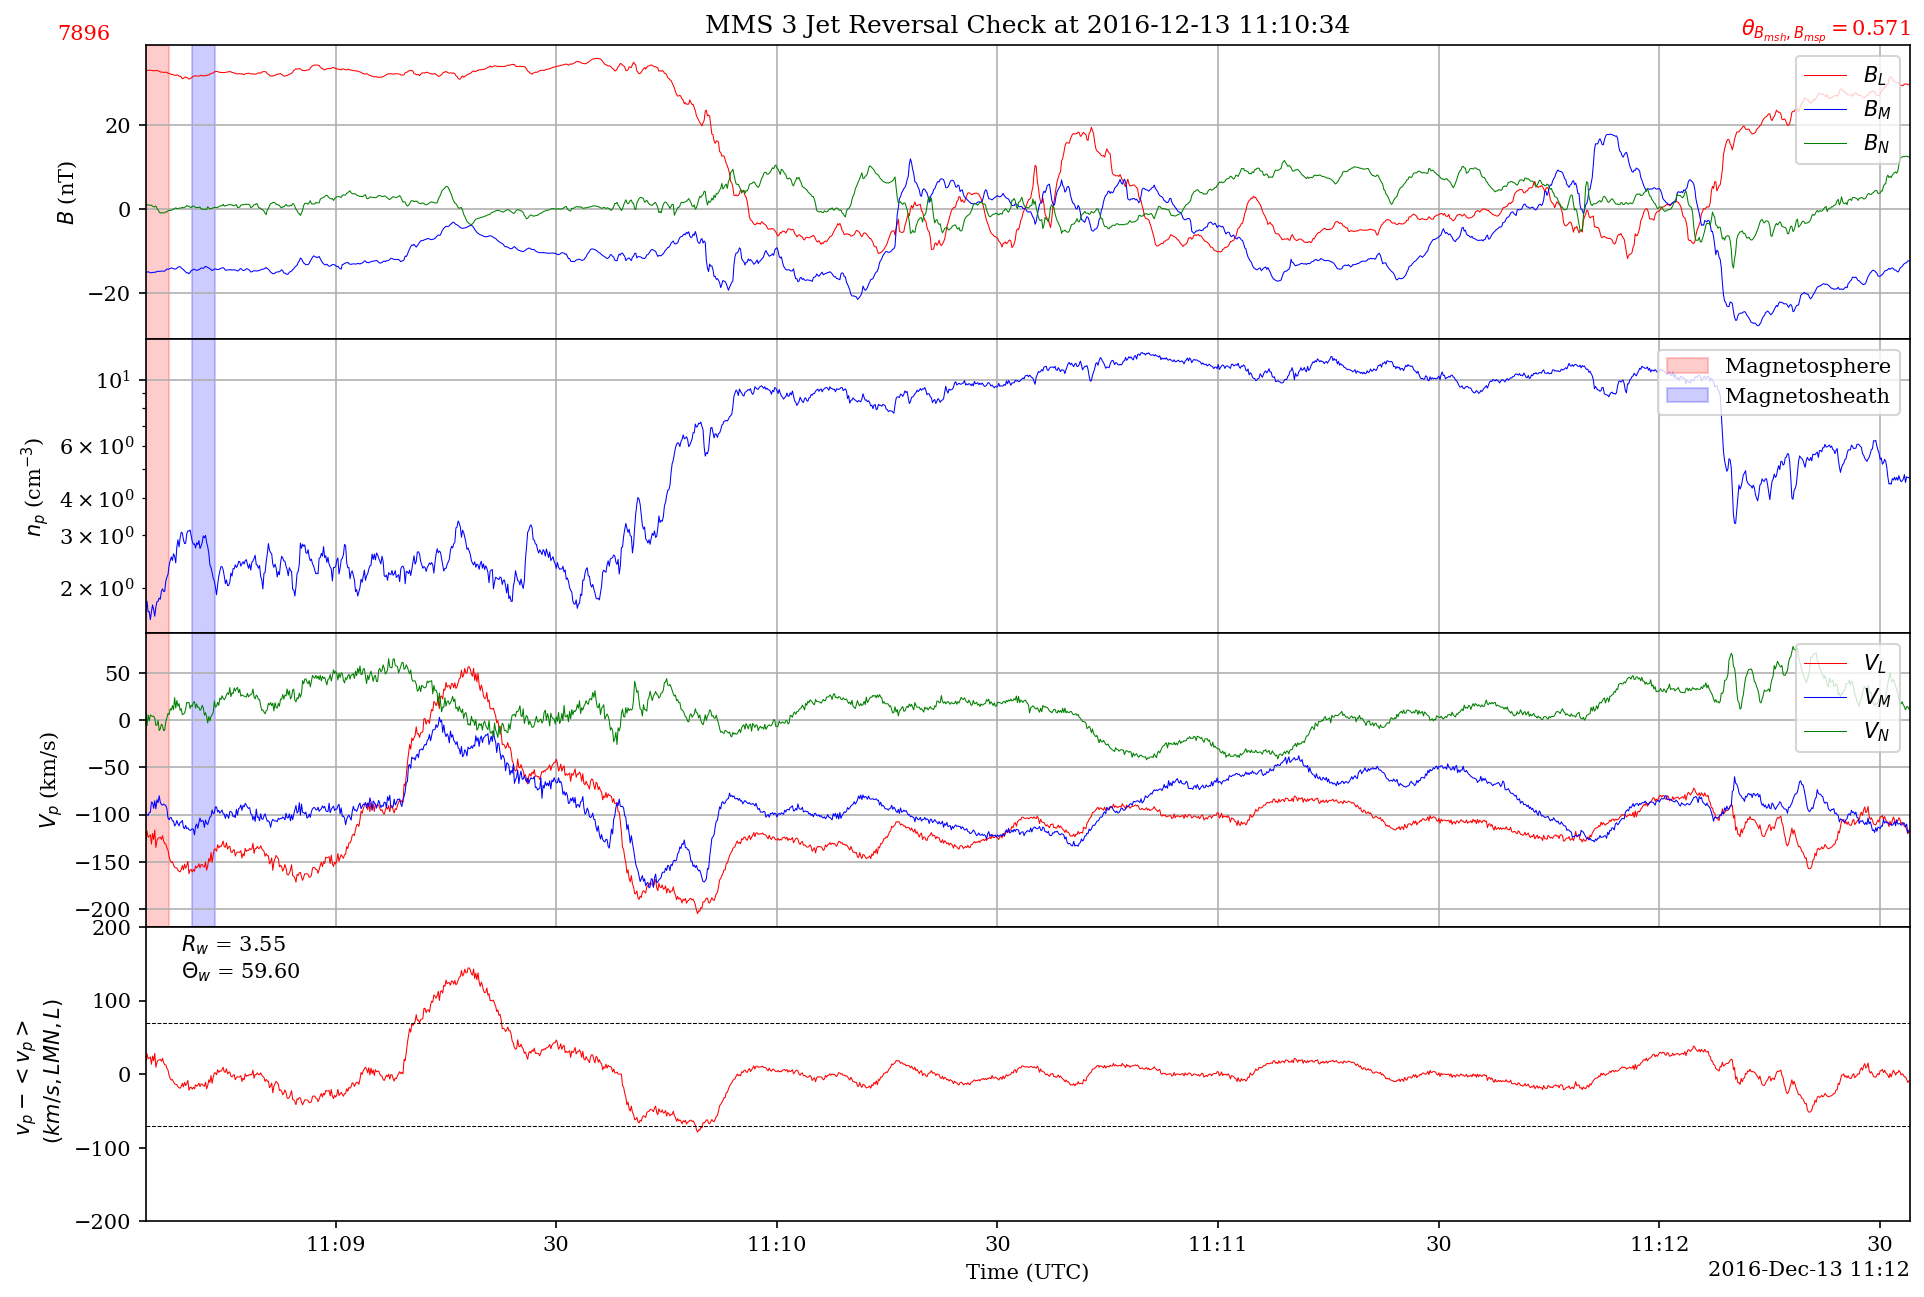 MMS 3 Jet Reversal Check at 2016-12-13 11:10:34
7896
θ_{B_{msh}, B_{msp}} = 0.571
B (nT)
20
0
−20
B_L
B_M
B_N
n_p (cm^{−3})
10^1
6 × 10^0
4 × 10^0
3 × 10^0
2 × 10^0
Magnetosphere
Magnetosheath
V_p (km/s)
50
0
−50
−100
−150
−200
V_L
V_M
V_N
v_p − < v_p >
(km/s, LMN, L)
200
100
0
−100
−200
R_w = 3.55
Θ_w = 59.60
11:09
30
11:10
30
11:11
30
11:12
30
Time (UTC)
2016-Dec-13 11:12